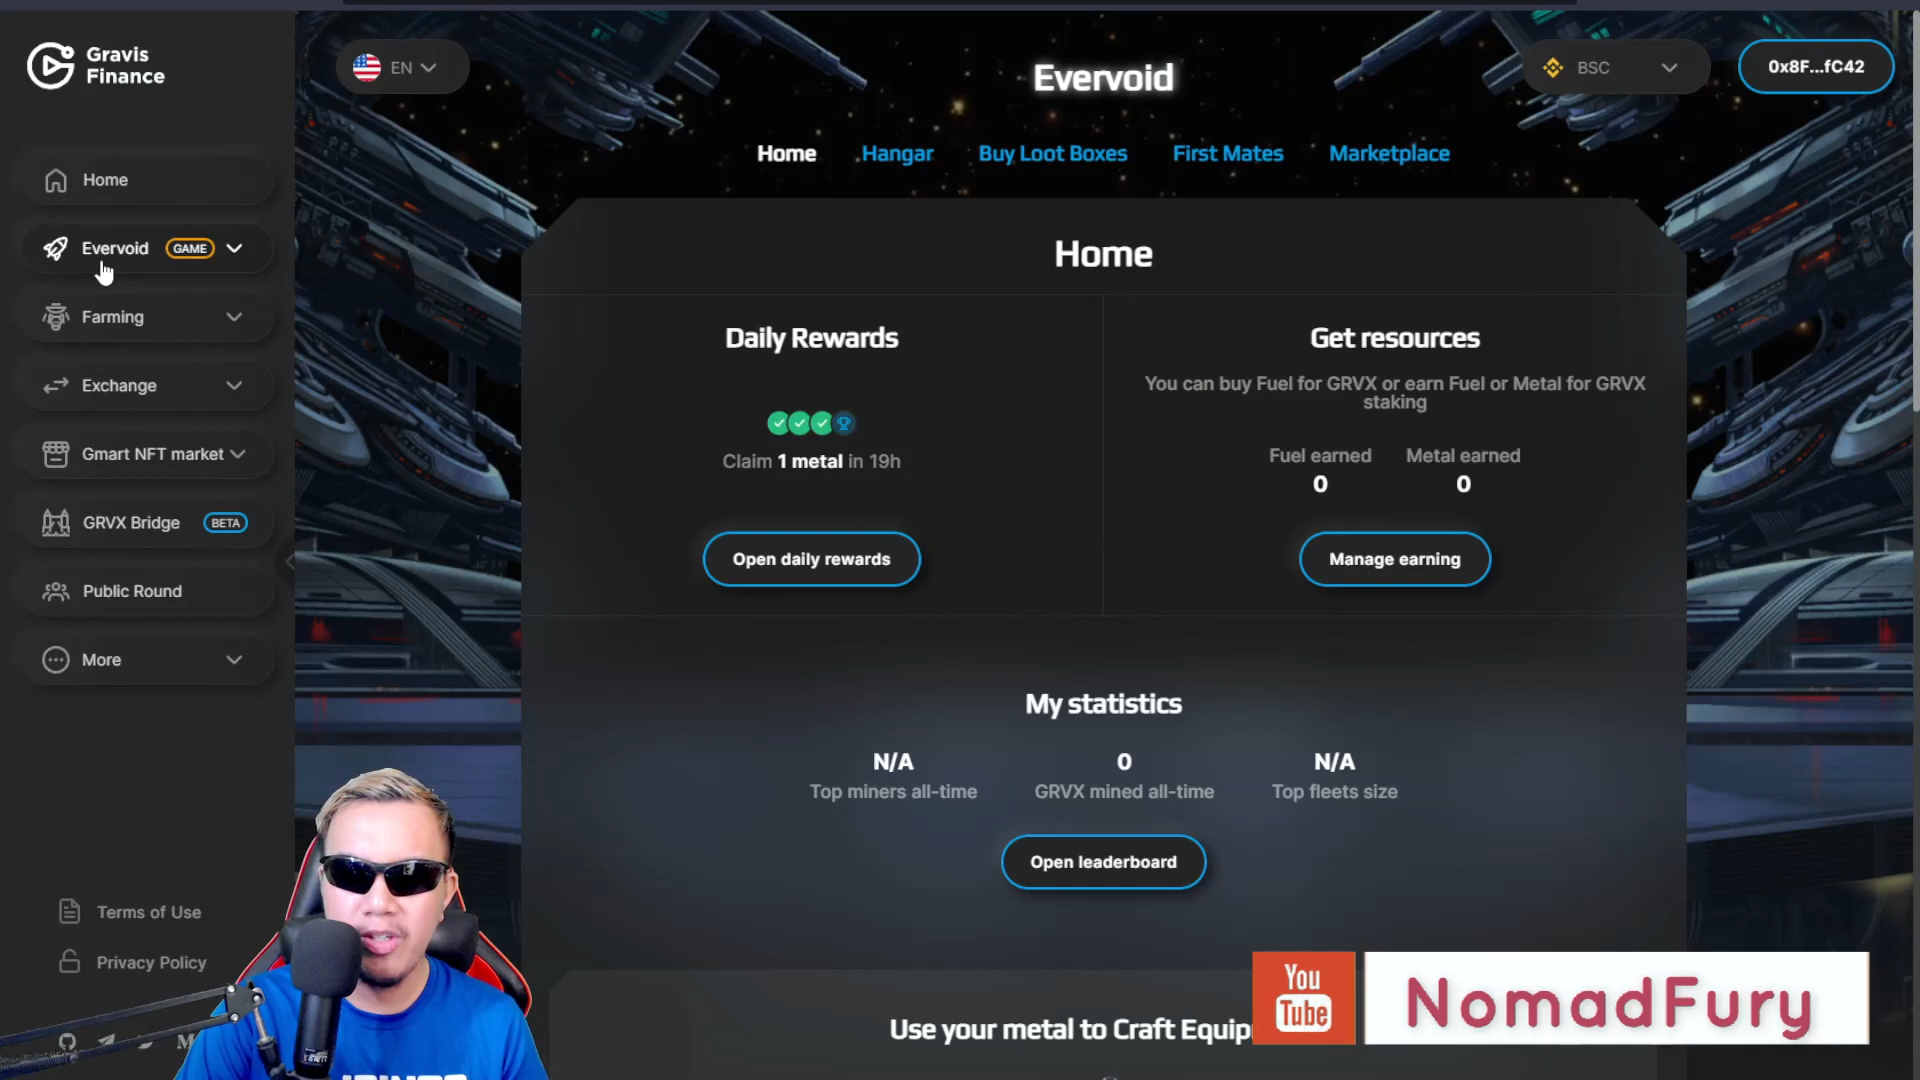 Gravis
Finance
EN
Evervoid
BSC
0x8F...fC42
Home
Hangar
Buy Loot Boxes
First Mates
Marketplace
Home
Evervoid
GAME
Farming
Exchange
Gmart NFT market
GRVX Bridge
BETA
Public Round
More
Terms of Use
Privacy Policy
Home
Daily Rewards
Claim 1 metal in 19h
Open daily rewards
Get resources
You can buy Fuel for GRVX or earn Fuel or Metal for GRVX
staking
Fuel earned
Metal earned
0
0
Manage earning
My statistics
N/A
0
N/A
Top miners all-time
GRVX mined all-time
Top fleets size
Open leaderboard
Use your metal to Craft Equip
You
Tube
NomadFury